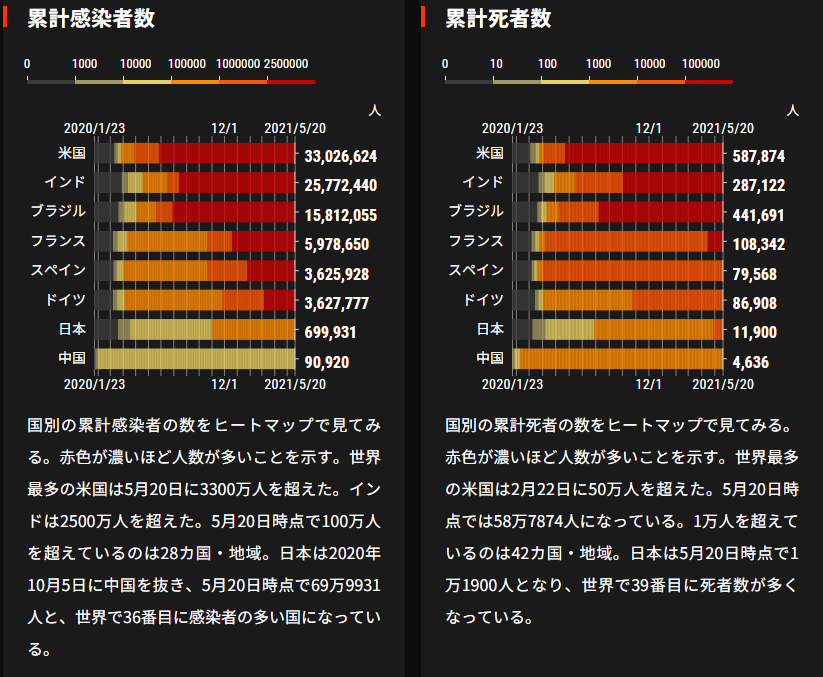 累計感染者数
0 1000 10000 100000 1000000 2500000
人
2020/1/23 12/1 2021/5/20
米国 33,026,624
インド 25,772,440
ブラジル 15,812,055
フランス 5,978,650
スペイン 3,625,928
ドイツ 3,627,777
日本 699,931
中国 90,920
2020/1/23 12/1 2021/5/20
国別の累計感染者の数をヒートマップで見てみ
る。赤色が濃いほど人数が多いことを示す。世界
最多の米国は5月20日に3300万人を超えた。イン
ドは2500万人を超えた。5月20日時点で100万人
を超えているのは28カ国・地域。日本は2020年
10月5日に中国を抜き、5月20日時点で69万9931
人と、世界で36番目に感染者の多い国になってい
る。
累計死者数
0 10 100 1000 10000 100000
人
2020/1/23 12/1 2021/5/20
米国 587,874
インド 287,122
ブラジル 441,691
フランス 108,342
スペイン 79,568
ドイツ 86,908
日本 11,900
中国 4,636
2020/1/23 12/1 2021/5/20
国別の累計死者の数をヒートマップで見てみる。
赤色が濃いほど人数が多いことを示す。世界最多
の米国は2月22日に50万人を超えた。5月20日時
点では58万7874人になっている。1万人を超えて
いるのは42カ国・地域。日本は5月20日時点で1
万1900人となり、世界で39番目に死者数が多く
なっている。